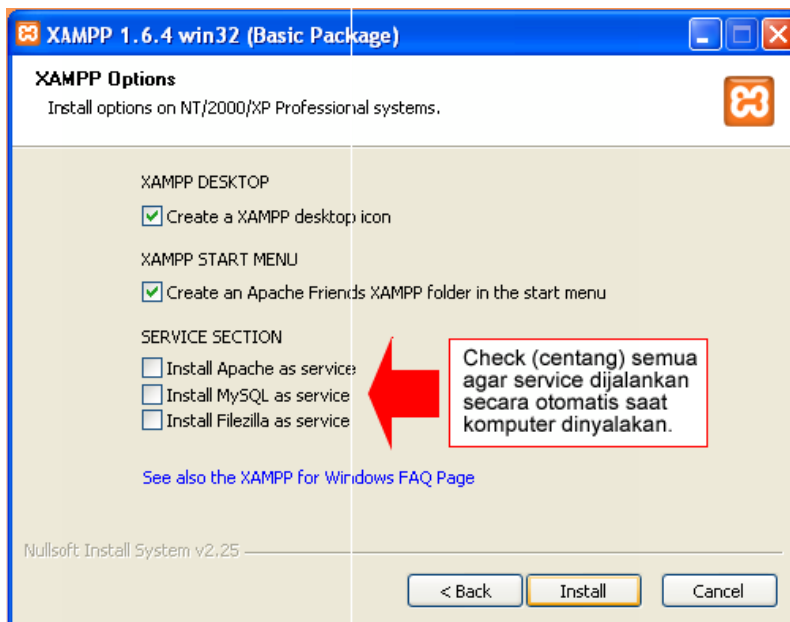 XAMPP 1.6.4 win32 (Basic Package)
XAMPP Options
Install options on NT/2000/XP Professional systems.
XAMPP DESKTOP
Create a XAMPP desktop icon
XAMPP START MENU
Create an Apache Friends XAMPP folder in the start menu
SERVICE SECTION
Install Apache as service
Install MySQL as service
Install Filezilla as service
Check (centang) semua
agar service dijalankan
secara otomatis saat
komputer dinyalakan.
See also the XAMPP for Windows FAQ Page
Nullsoft Install System v2.25
< Back
Install
Cancel